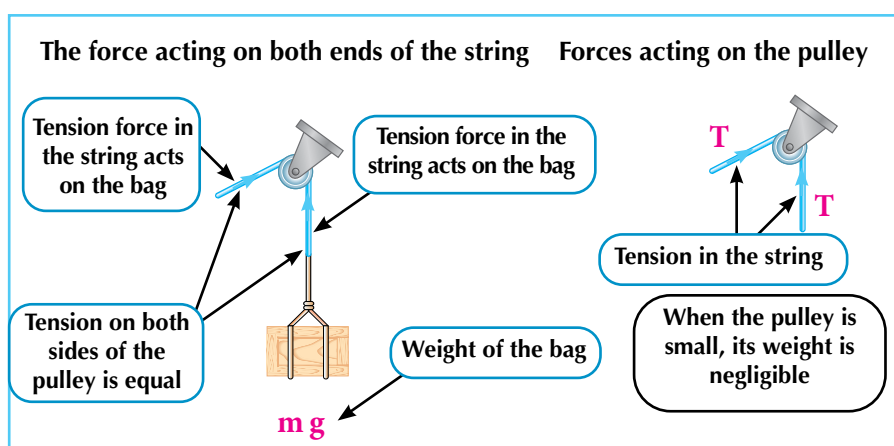 The force acting on both ends of the string
Forces acting on the pulley
Tension force in
the string acts
on the bag
Tension force in the
string acts on the bag
T
T
Tension in the string
Tension on both
sides of the
pulley is equal
Weight of the bag
m g
When the pulley is
small, its weight is
negligible